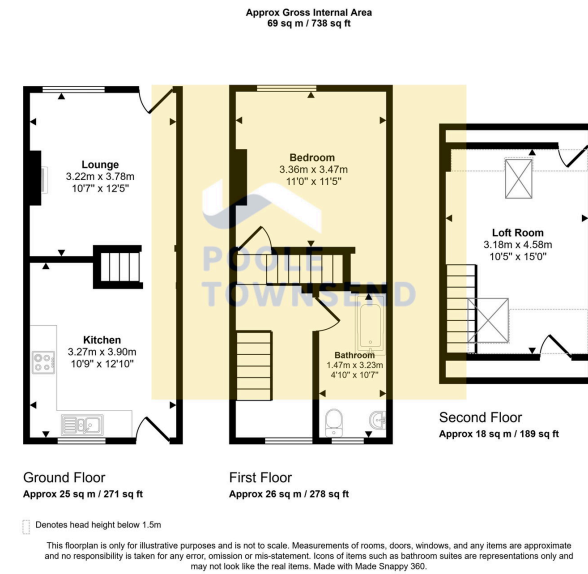 Approx Gross Internal Area
69 sq m / 738 sq ft
Lounge
3.22m x 3.78m
10'7" x 12'5"
Kitchen
3.27m x 3.90m
10'9" x 12'10"
Bedroom
3.36m x 3.47m
11'0" x 11'5"
POOLE
TOWNSEND
Bathroom
1.47m x 3.23m
4'10" x 10'7"
Loft Room
3.18m x 4.58m
10'5" x 15'0"
Ground Floor
Approx 25 sq m / 271 sq ft
First Floor
Approx 26 sq m / 278 sq ft
Second Floor
Approx 18 sq m / 189 sq ft
Denotes head height below 1.5m
This floorplan is only for illustrative purposes and is not to scale. Measurements of rooms, doors, windows, and any items are approximate
and no responsibility is taken for any error, omission or mis-statement. Icons of items such as bathroom suites are representations only and
may not look like the real items. Made with Made Snappy 360.